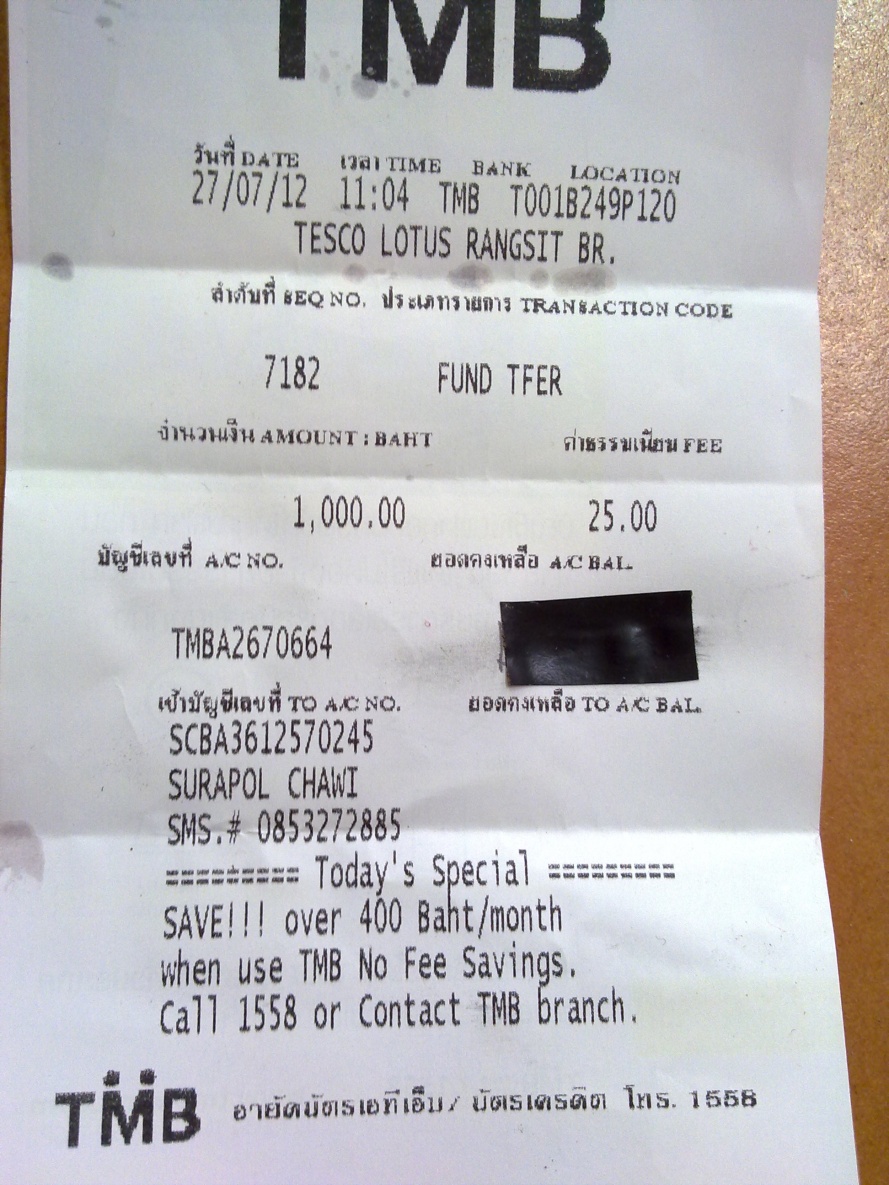 TMB
วันที่ DATE เวลา TIME BANK LOCATION
27/07/12 11:04 TMB T001B249P120
TESCO LOTUS RANGSIT BR.
ลำดับที่ SEQ NO. ประเภทรายการ TRANSACTION CODE
7182 FUND TFER
จำนวนเงิน AMOUNT : BAHT ค่าธรรมเนียม FEE
1,000.00 25.00
บัญชีเลขที่ A/C NO. ยอดคงเหลือ A/C BAL.
TMBA2670664
เข้าบัญชีเลขที่ TO A/C NO. ยอดคงเหลือ TO A/C BAL.
SCBA3612570245
SURAPOL CHAWI
SMS.# 0853272885
======== Today's Special ========
SAVE!!! over 400 Baht/month
when use TMB No Fee Savings.
Call 1558 or Contact TMB branch.
TMB อายัดบัตรเอทีเอ็ม/ บัตรเครดิต โทร. 1558